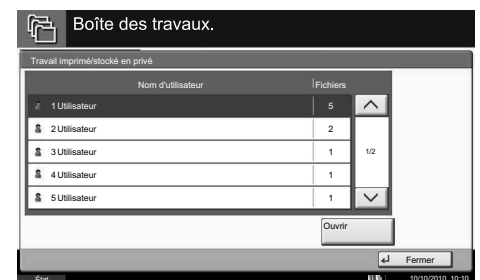 Boîte des travaux.
Travail imprimé/stocké en privé
Nom d'utilisateur Fichiers
1 Utilisateur 5
2 Utilisateur 2
3 Utilisateur 1 1/2
4 Utilisateur 1
5 Utilisateur 1
Ouvrir
Fermer
État 10/10/2010 10:10